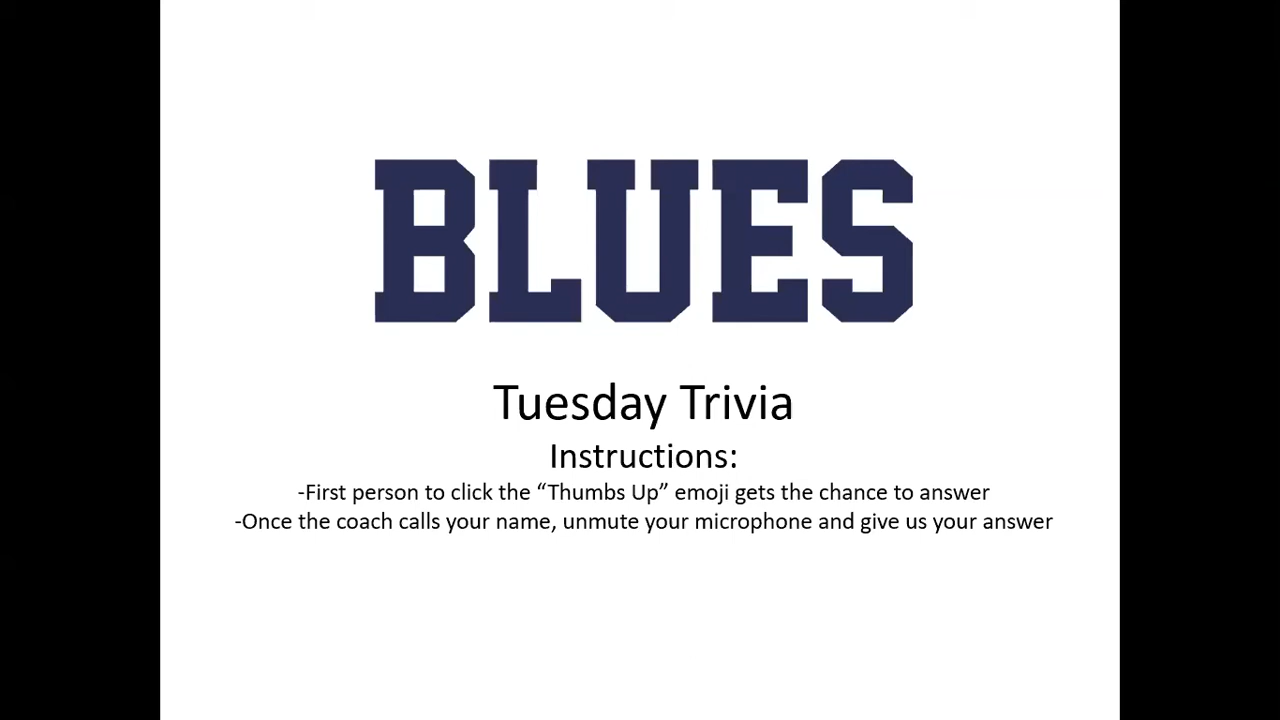 BLUES
Tuesday Trivia
Instructions:
-First person to click the “Thumbs Up” emoji gets the chance to answer
-Once the coach calls your name, unmute your microphone and give us your answer